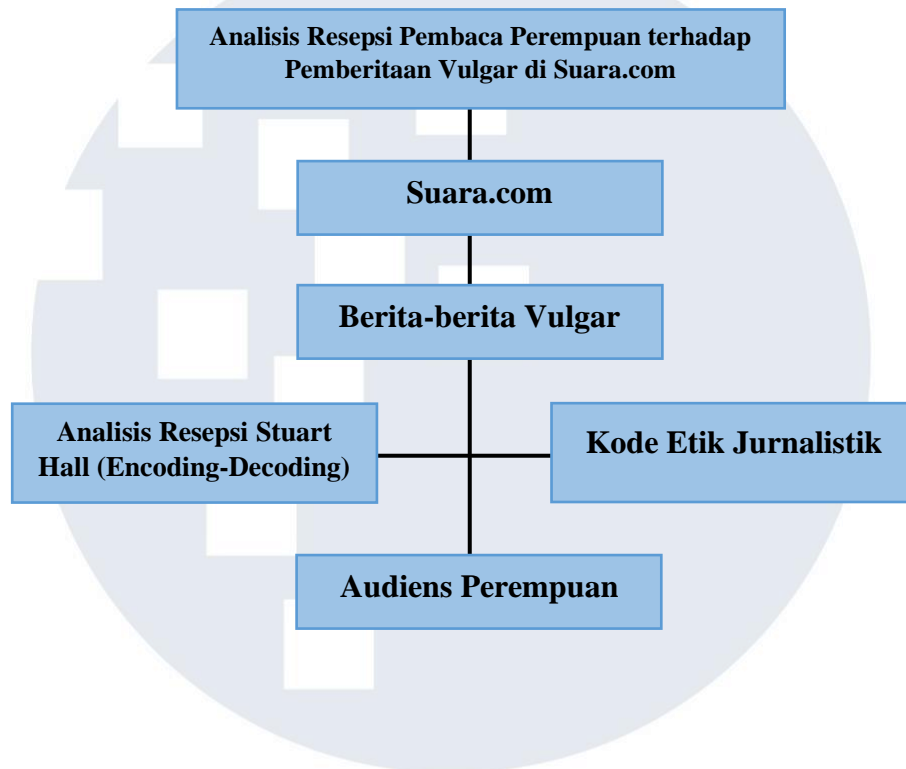 Analisis Resepsi Pembaca Perempuan terhadap
Pemberitaan Vulgar di Suara.com
Suara.com
Berita-berita Vulgar
Analisis Resepsi Stuart
Hall (Encoding-Decoding)
Kode Etik Jurnalistik
Audiens Perempuan